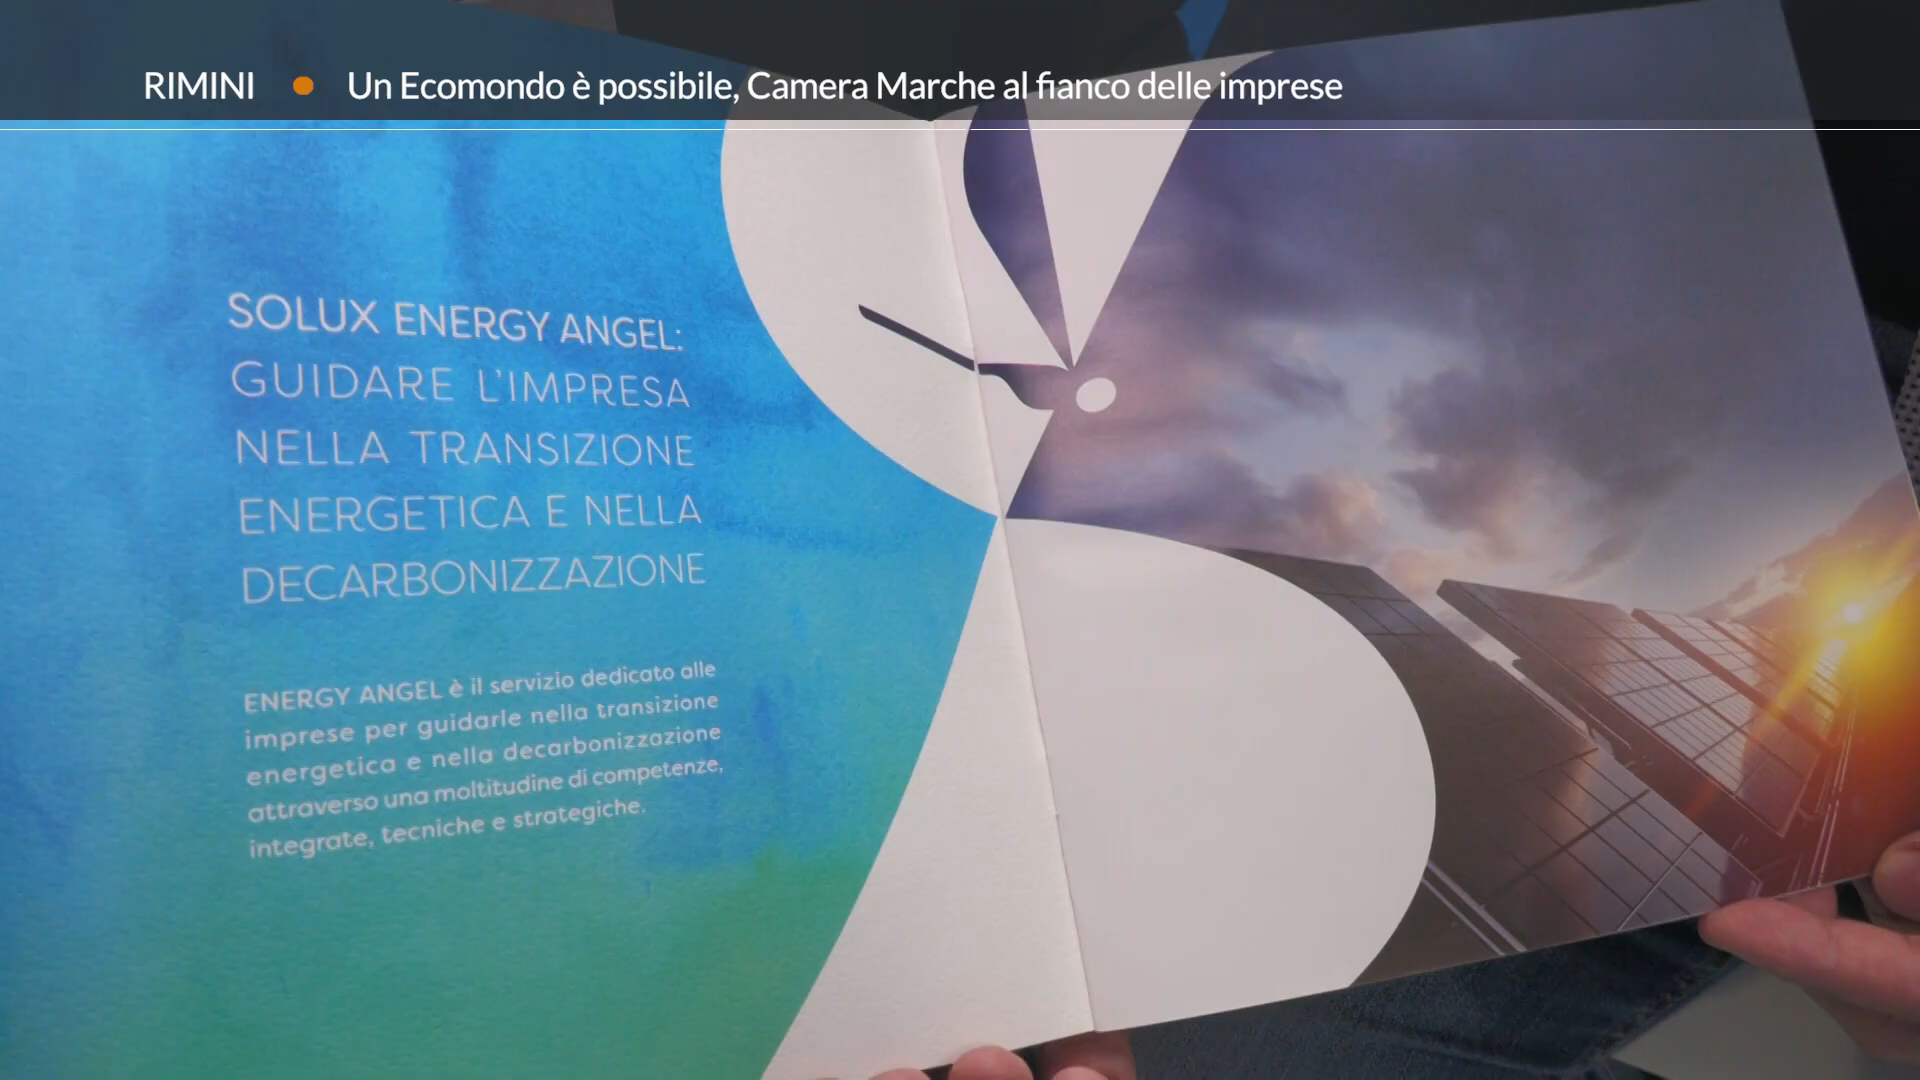 RIMINI ● Un Ecomondo è possibile, Camera Marche al fianco delle imprese
SOLUX ENERGY ANGEL:
GUIDARE L'IMPRESA
NELLA TRANSIZIONE
ENERGETICA E NELLA
DECARBONIZZAZIONE
ENERGY ANGEL è il servizio dedicato alle
imprese per guidarle nella transizione
energetica e nella decarbonizzazione
attraverso una moltitudine di competenze,
integrate, tecniche e strategiche.